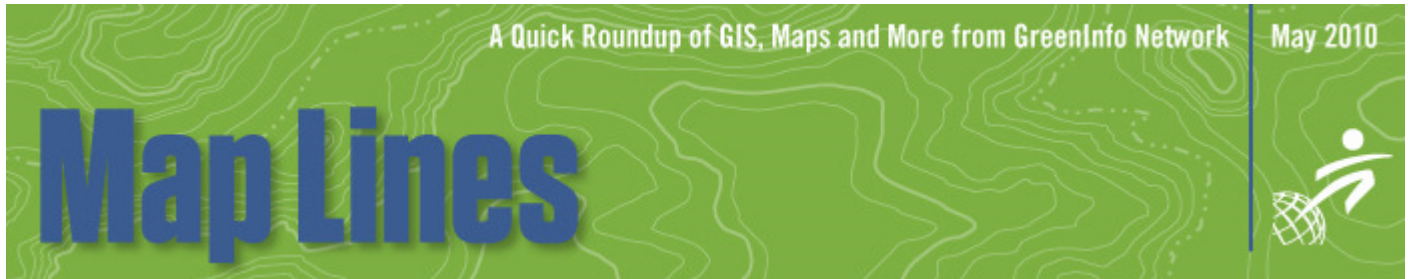 A Quick Roundup of GIS, Maps and More from GreenInfo Network
May 2010
Map Lines